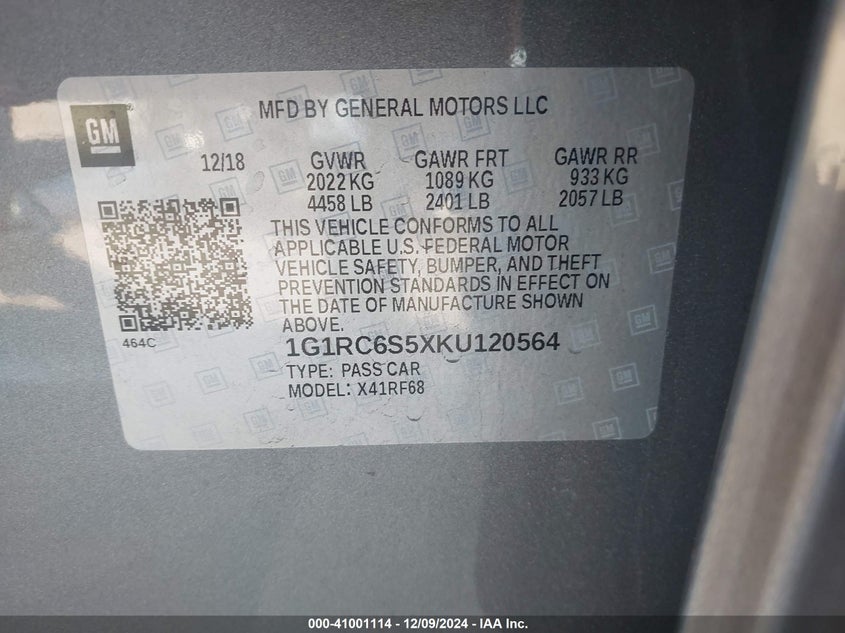 GM
MFD BY GENERAL MOTORS LLC
12/18 GVWR GAWR FRT GAWR RR
2022 KG 1089 KG 933 KG
4458 LB 2401 LB 2057 LB
THIS VEHICLE CONFORMS TO ALL
APPLICABLE U.S. FEDERAL MOTOR
VEHICLE SAFETY, BUMPER, AND THEFT
PREVENTION STANDARDS IN EFFECT ON
THE DATE OF MANUFACTURE SHOWN
ABOVE.
464C
1G1RC6S5XKU120564
TYPE: PASS CAR
MODEL: X41RF68
000-41001114 - 12/09/2024 - IAA Inc.